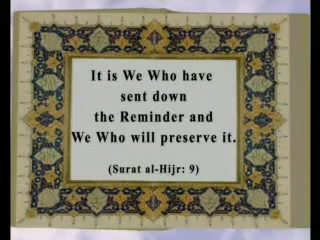 It is We Who have
sent down
the Reminder and
We Who will preserve it.
(Surat al-Hijr: 9)